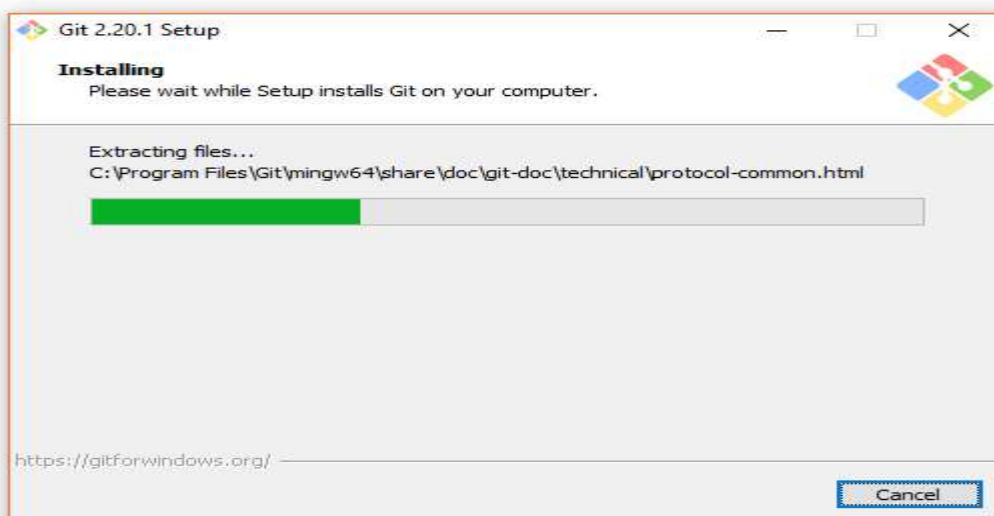 Git 2.20.1 Setup
Installing
Please wait while Setup installs Git on your computer.
Extracting files...
C:\Program Files\Git\mingw64\share\doc\git-doc\technical\protocol-common.html
https://gitforwindows.org/
Cancel